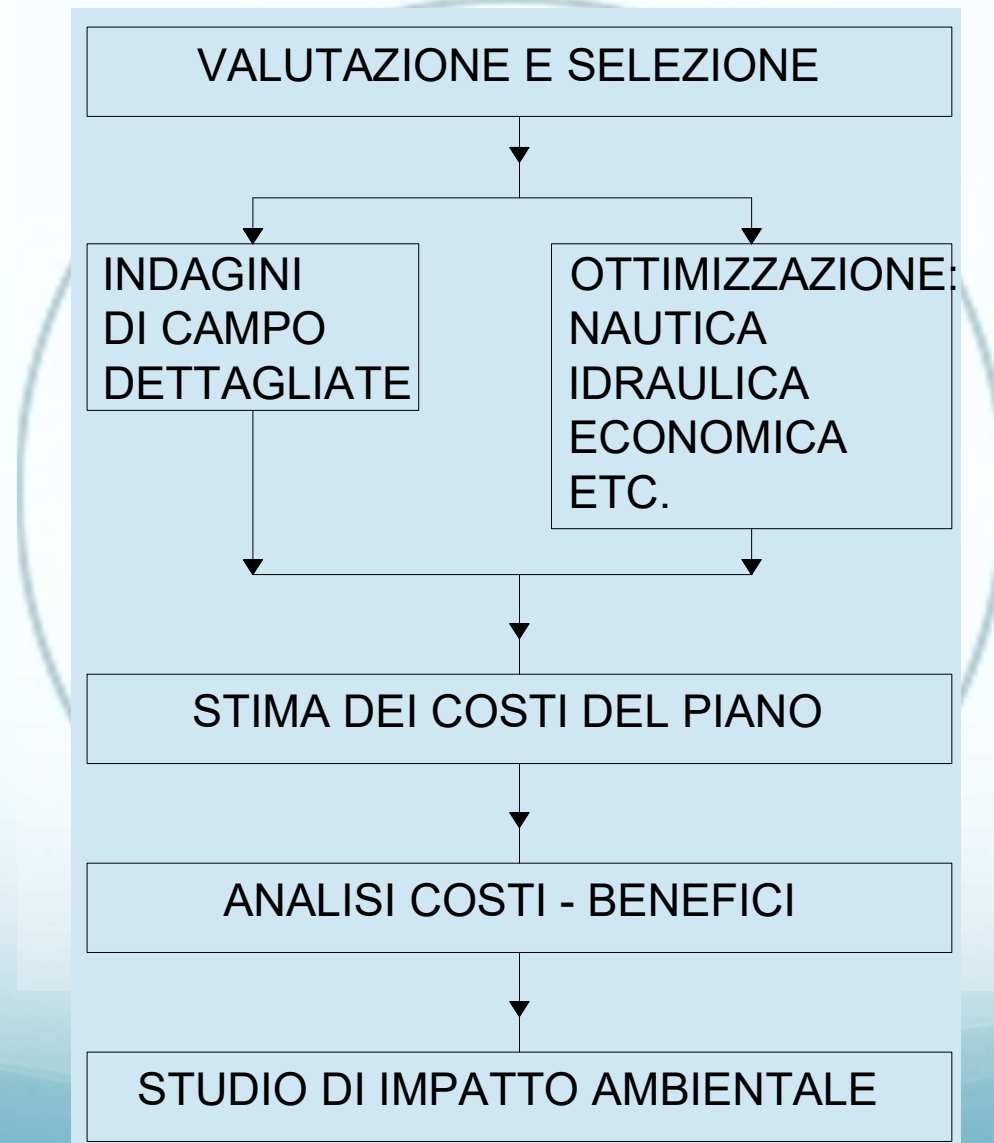 VALUTAZIONE E SELEZIONE
INDAGINI
DI CAMPO
DETTAGLIATE
OTTIMIZZAZIONE:
NAUTICA
IDRAULICA
ECONOMICA
ETC.
STIMA DEI COSTI DEL PIANO
ANALISI COSTI - BENEFICI
STUDIO DI IMPATTO AMBIENTALE